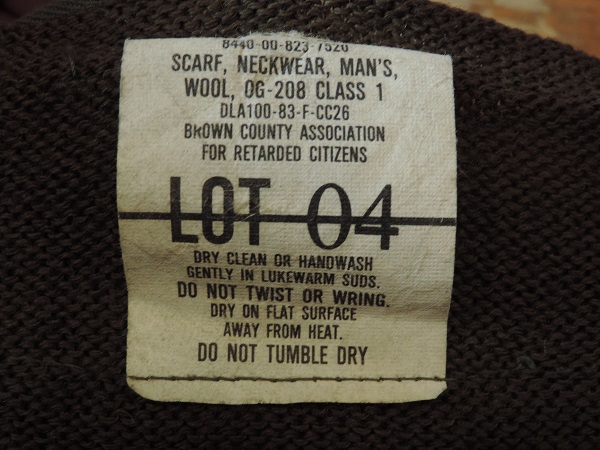 8440-00-823-7520
SCARF, NECKWEAR, MAN'S,
WOOL, OG-208 CLASS 1
DLA100-83-F-CC26
BROWN COUNTY ASSOCIATION
FOR RETARDED CITIZENS
LOT 04
DRY CLEAN OR HANDWASH
GENTLY IN LUKEWARM SUDS.
DO NOT TWIST OR WRING.
DRY ON FLAT SURFACE
AWAY FROM HEAT.
DO NOT TUMBLE DRY